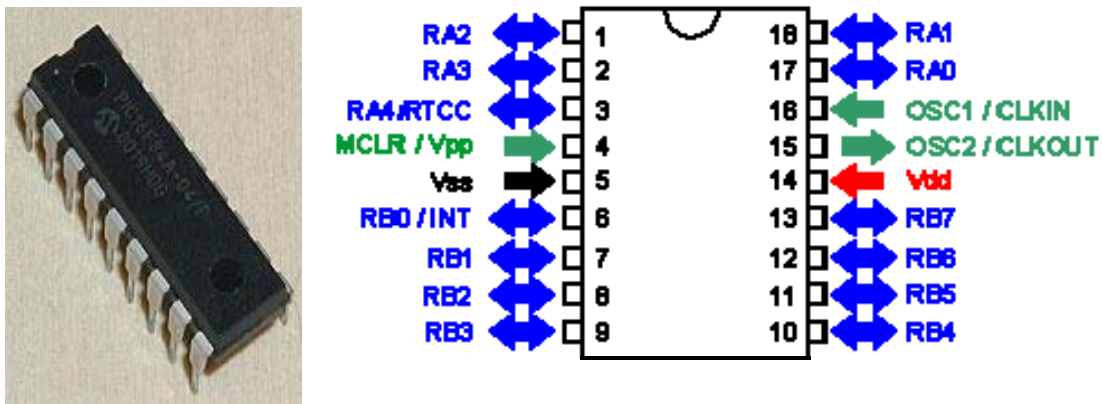 PIC16F84A-04/P
RA2 1 18 RA1
RA3 2 17 RA0
RA4/RTCC 3 16 OSC1 / CLKIN
MCLR / Vpp 4 15 OSC2 / CLKOUT
Vss 5 14 Vdd
RB0 / INT 6 13 RB7
RB1 7 12 RB6
RB2 8 11 RB5
RB3 9 10 RB4